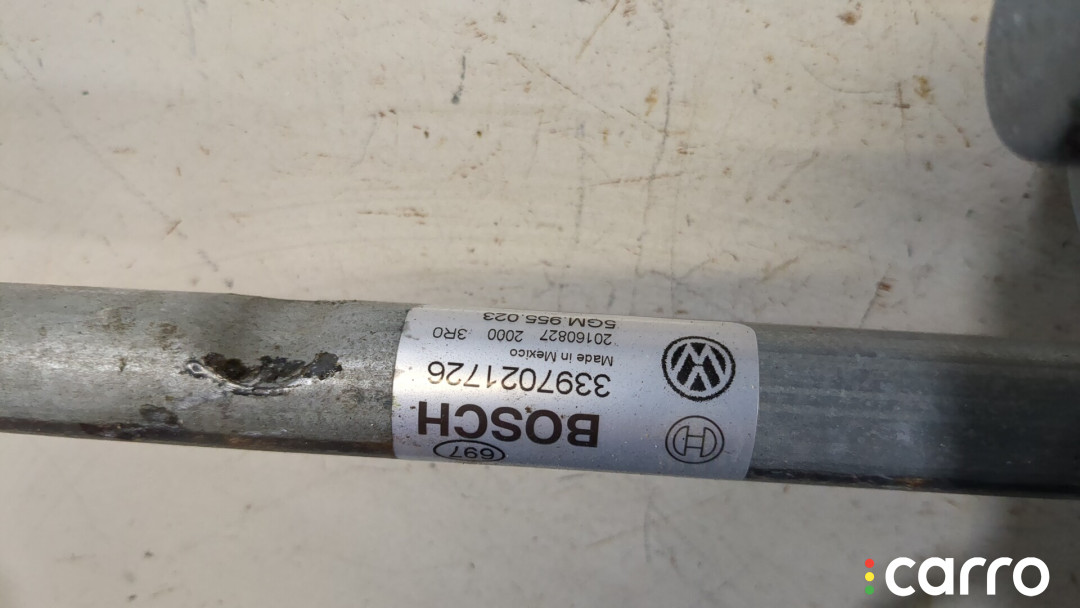 697
BOSCH
3397021726
Made in Mexico
20160827 2000 3R0
5GM.955.023
carro